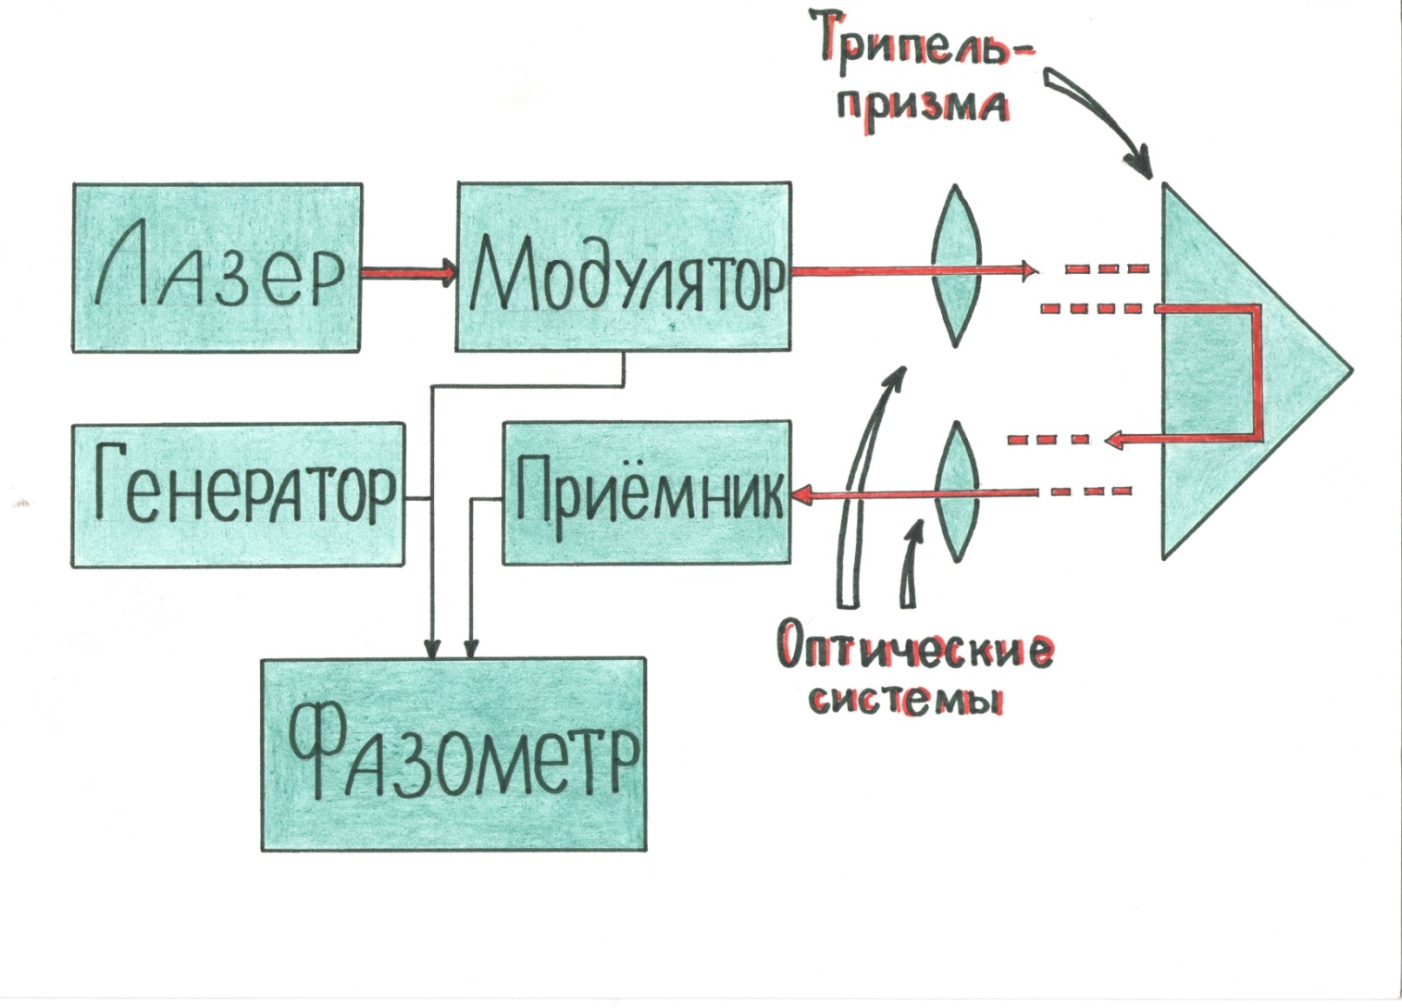 Трипель-
призма
Лазер
Модулятор
Генератор
Приёмник
Оптические
системы
Фазометр